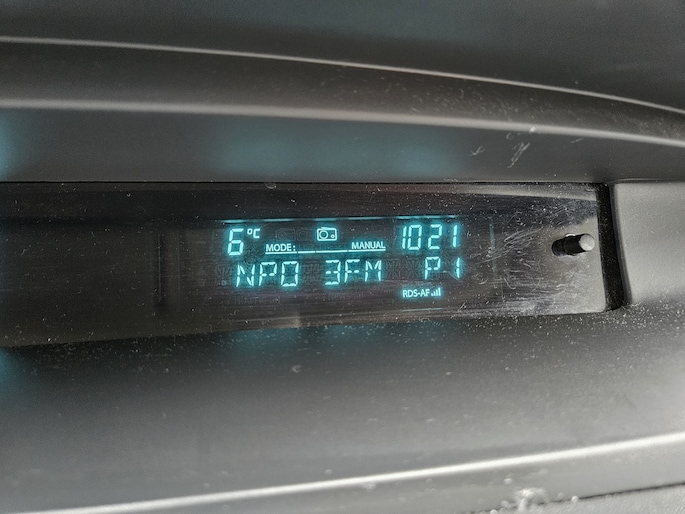 6°C MODE: MANUAL 1021
NPO 3FM P1
RDS-AF